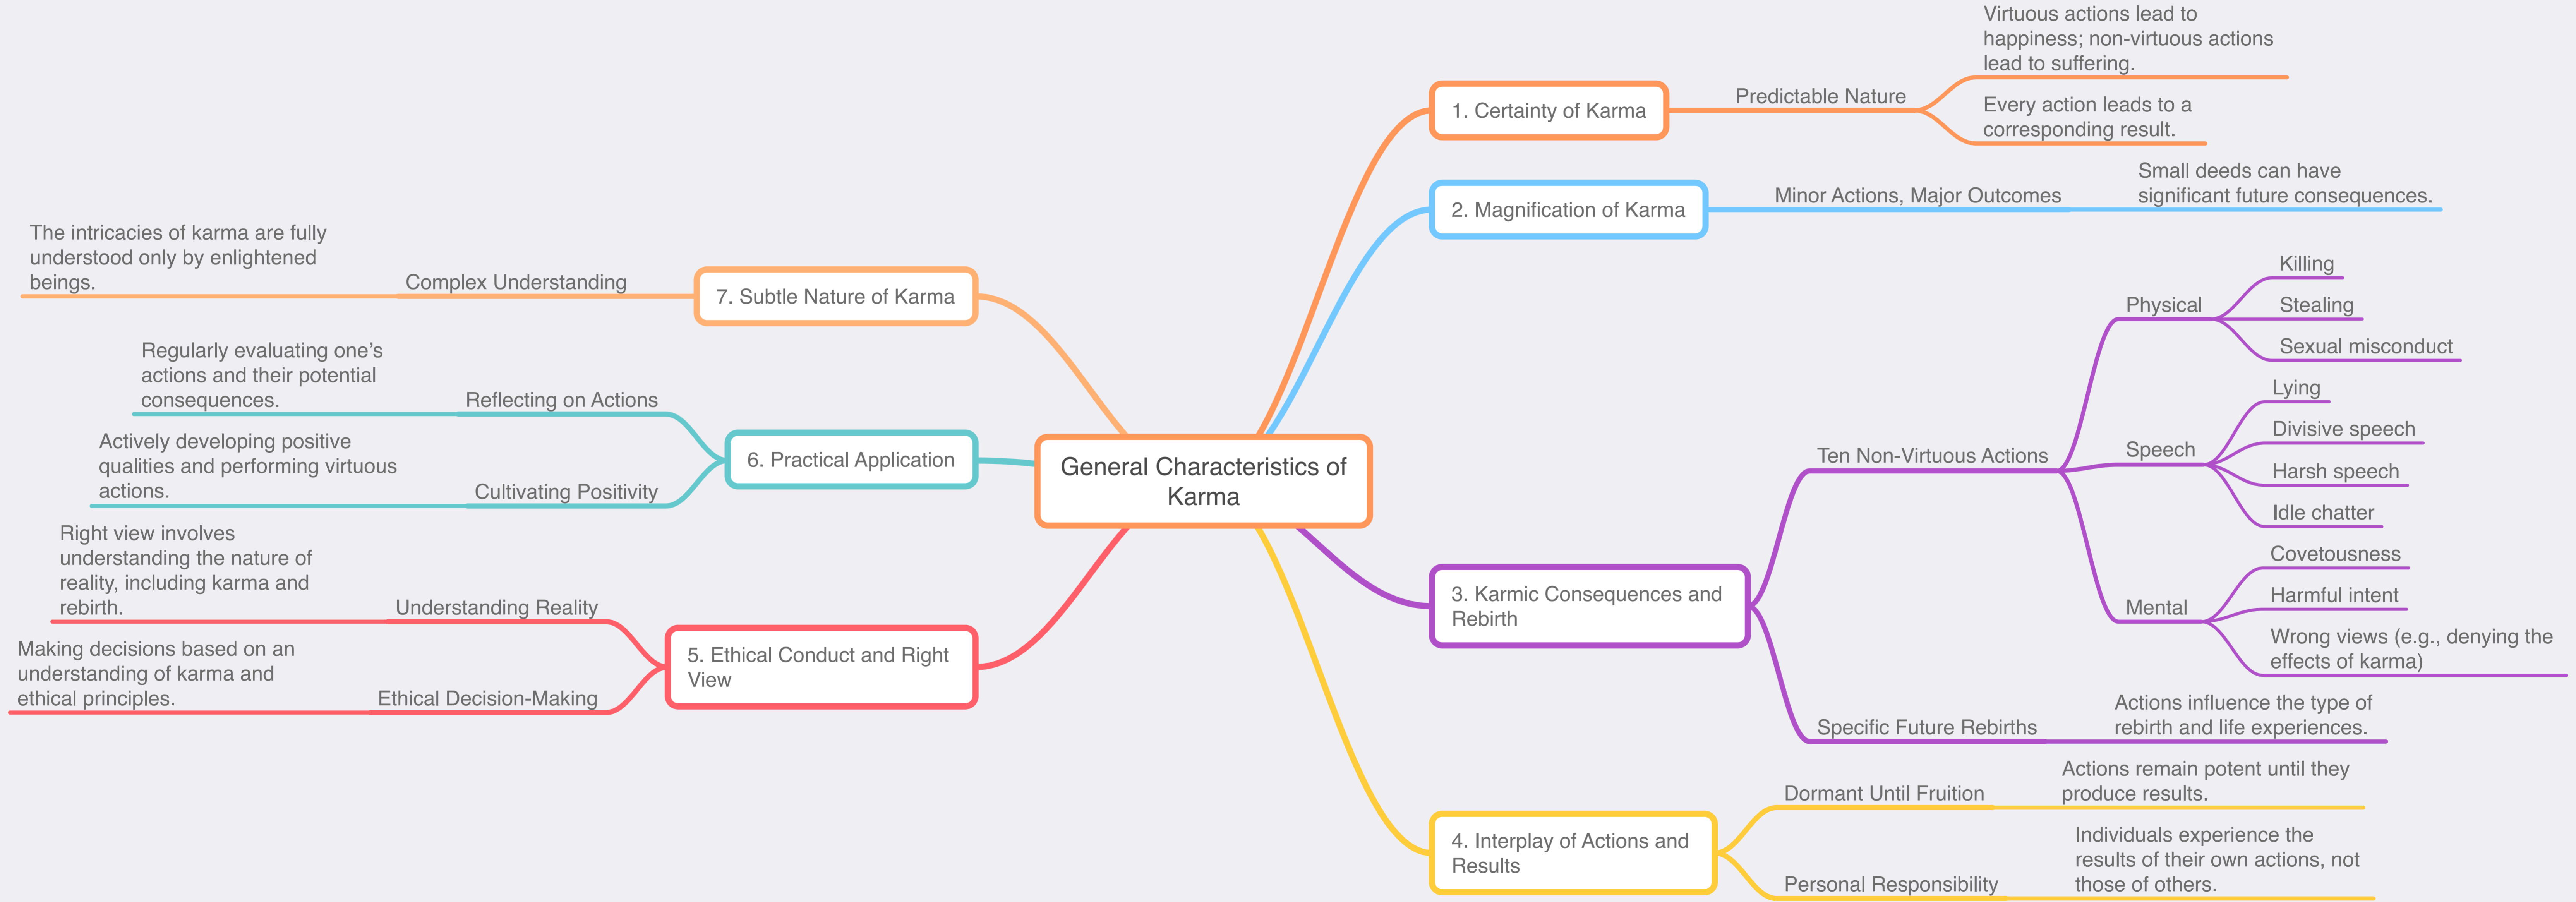 General Characteristics of
Karma
1. Certainty of Karma
Predictable Nature
Virtuous actions lead to
happiness; non-virtuous actions
lead to suffering.
Every action leads to a
corresponding result.
2. Magnification of Karma
Minor Actions, Major Outcomes
Small deeds can have
significant future consequences.
3. Karmic Consequences and
Rebirth
Ten Non-Virtuous Actions
Physical
Killing
Stealing
Sexual misconduct
Speech
Lying
Divisive speech
Harsh speech
Idle chatter
Mental
Covetousness
Harmful intent
Wrong views (e.g., denying the
effects of karma)
Specific Future Rebirths
Actions influence the type of
rebirth and life experiences.
4. Interplay of Actions and
Results
Dormant Until Fruition
Actions remain potent until they
produce results.
Personal Responsibility
Individuals experience the
results of their own actions, not
those of others.
5. Ethical Conduct and Right
View
Understanding Reality
Right view involves
understanding the nature of
reality, including karma and
rebirth.
Ethical Decision-Making
Making decisions based on an
understanding of karma and
ethical principles.
6. Practical Application
Reflecting on Actions
Regularly evaluating one’s
actions and their potential
consequences.
Cultivating Positivity
Actively developing positive
qualities and performing virtuous
actions.
7. Subtle Nature of Karma
Complex Understanding
The intricacies of karma are fully
understood only by enlightened
beings.